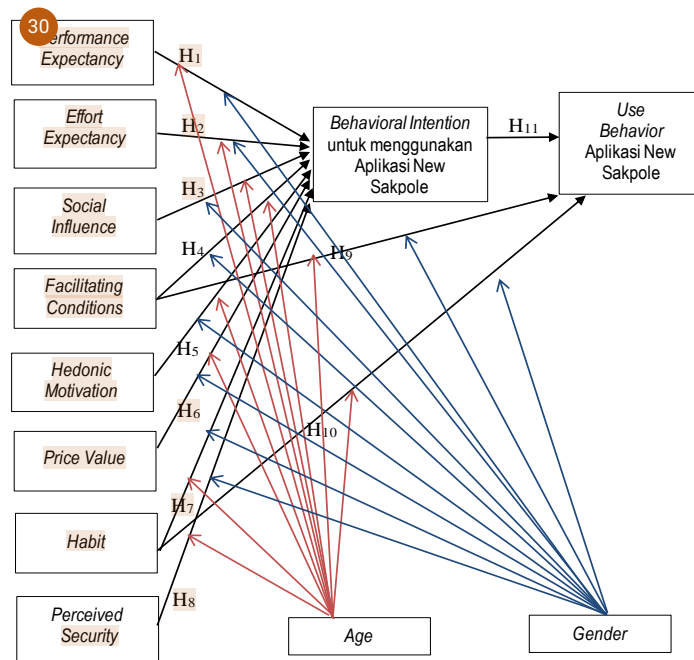 30
erformance
Expectancy
H1
Effort
Expectancy
H2
Behavioral Intention
untuk menggunakan
Aplikasi New
Sakpole
H11
Use
Behavior
Aplikasi New
Sakpole
Social
Influence
H3
H4
H9
Facilitating
Conditions
Hedonic
Motivation
H5
H6
H10
Price Value
H7
Habit
H8
Perceived
Security
Age
Gender